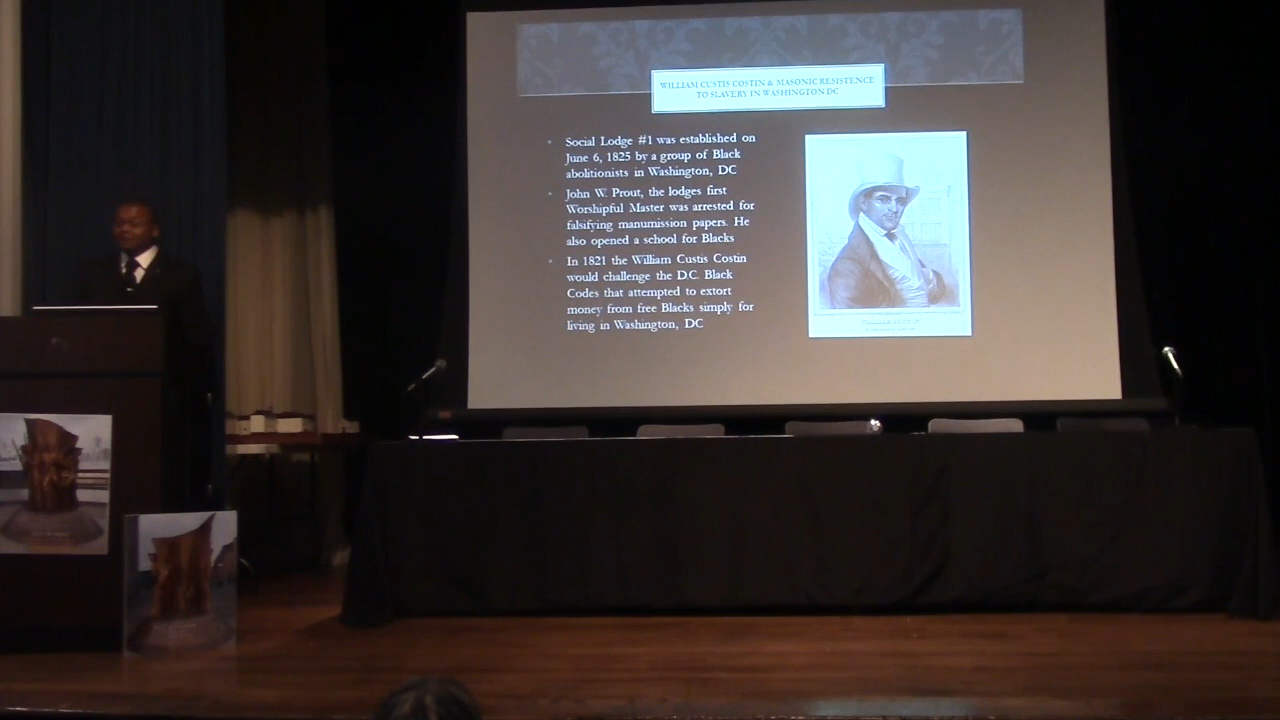 WILLIAM CUSTIS COSTIN & MASONIC RESISTENCE
TO SLAVERY IN WASHINGTON DC
• Social Lodge #1 was established on
June 6, 1825 by a group of Black
abolitionists in Washington, DC
• John W. Prout, the lodges first
Worshipful Master was arrested for
falsifying manumission papers. He
also opened a school for Blacks
• In 1821 the William Custis Costin
would challenge the D.C. Black
Codes that attempted to extort
money from free Blacks simply for
living in Washington, DC